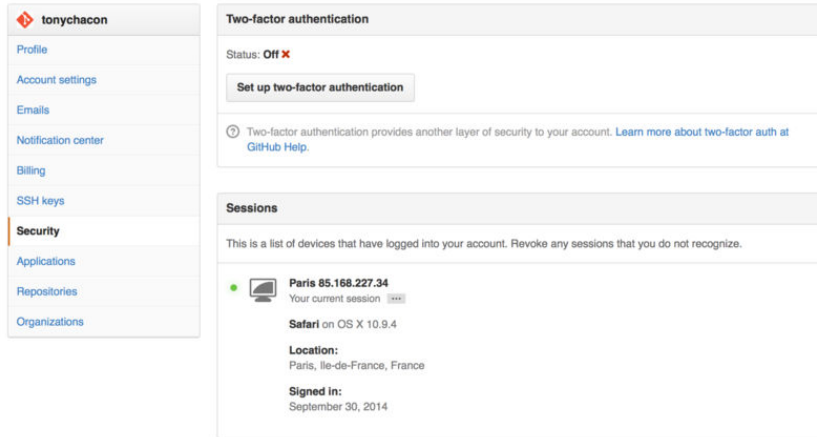 tonychacon
Profile
Account settings
Emails
Notification center
Billing
SSH keys
Security
Applications
Repositories
Organizations
Two-factor authentication
Status: Off ✖
Set up two-factor authentication
Two-factor authentication provides another layer of security to your account. Learn more about two-factor auth at
GitHub Help.
Sessions
This is a list of devices that have logged into your account. Revoke any sessions that you do not recognize.
Paris 85.168.227.34
Your current session ···
Safari on OS X 10.9.4
Location:
Paris, Ile-de-France, France
Signed in:
September 30, 2014